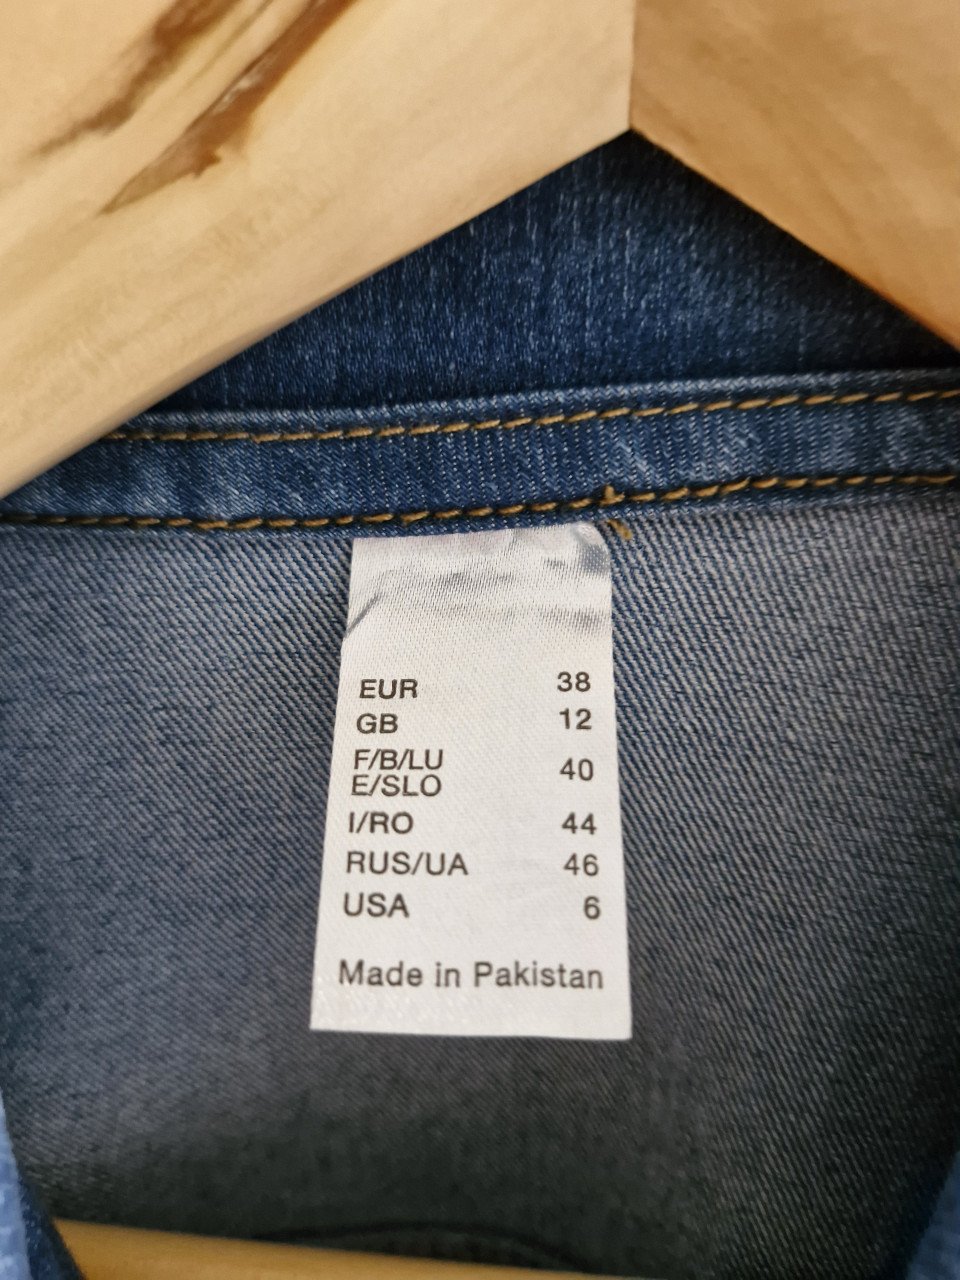 EUR 38
GB 12
F/B/LU
E/SLO 40
I/RO 44
RUS/UA 46
USA 6
Made in Pakistan